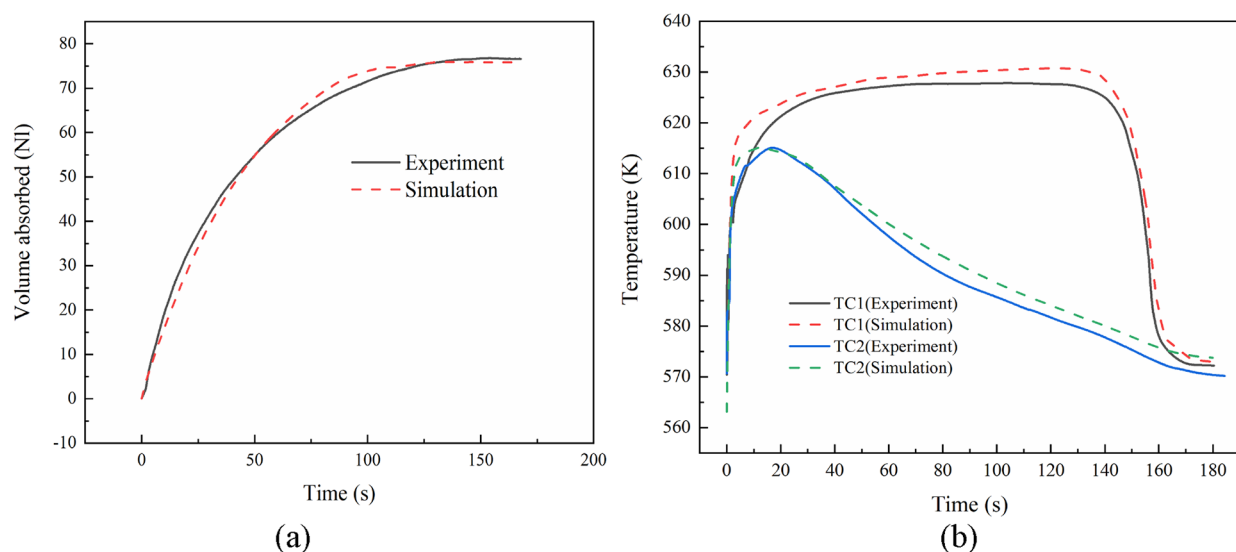 80
70
60
50
40
30
20
10
0
-10
Volume absorbed (Nl)
Experiment
Simulation
0
50
100
150
200
Time (s)
(a)
640
630
620
610
600
590
580
570
560
Temperature (K)
TC1(Experiment)
TC1(Simulation)
TC2(Experiment)
TC2(Simulation)
0
20
40
60
80
100
120
140
160
180
Time (s)
(b)